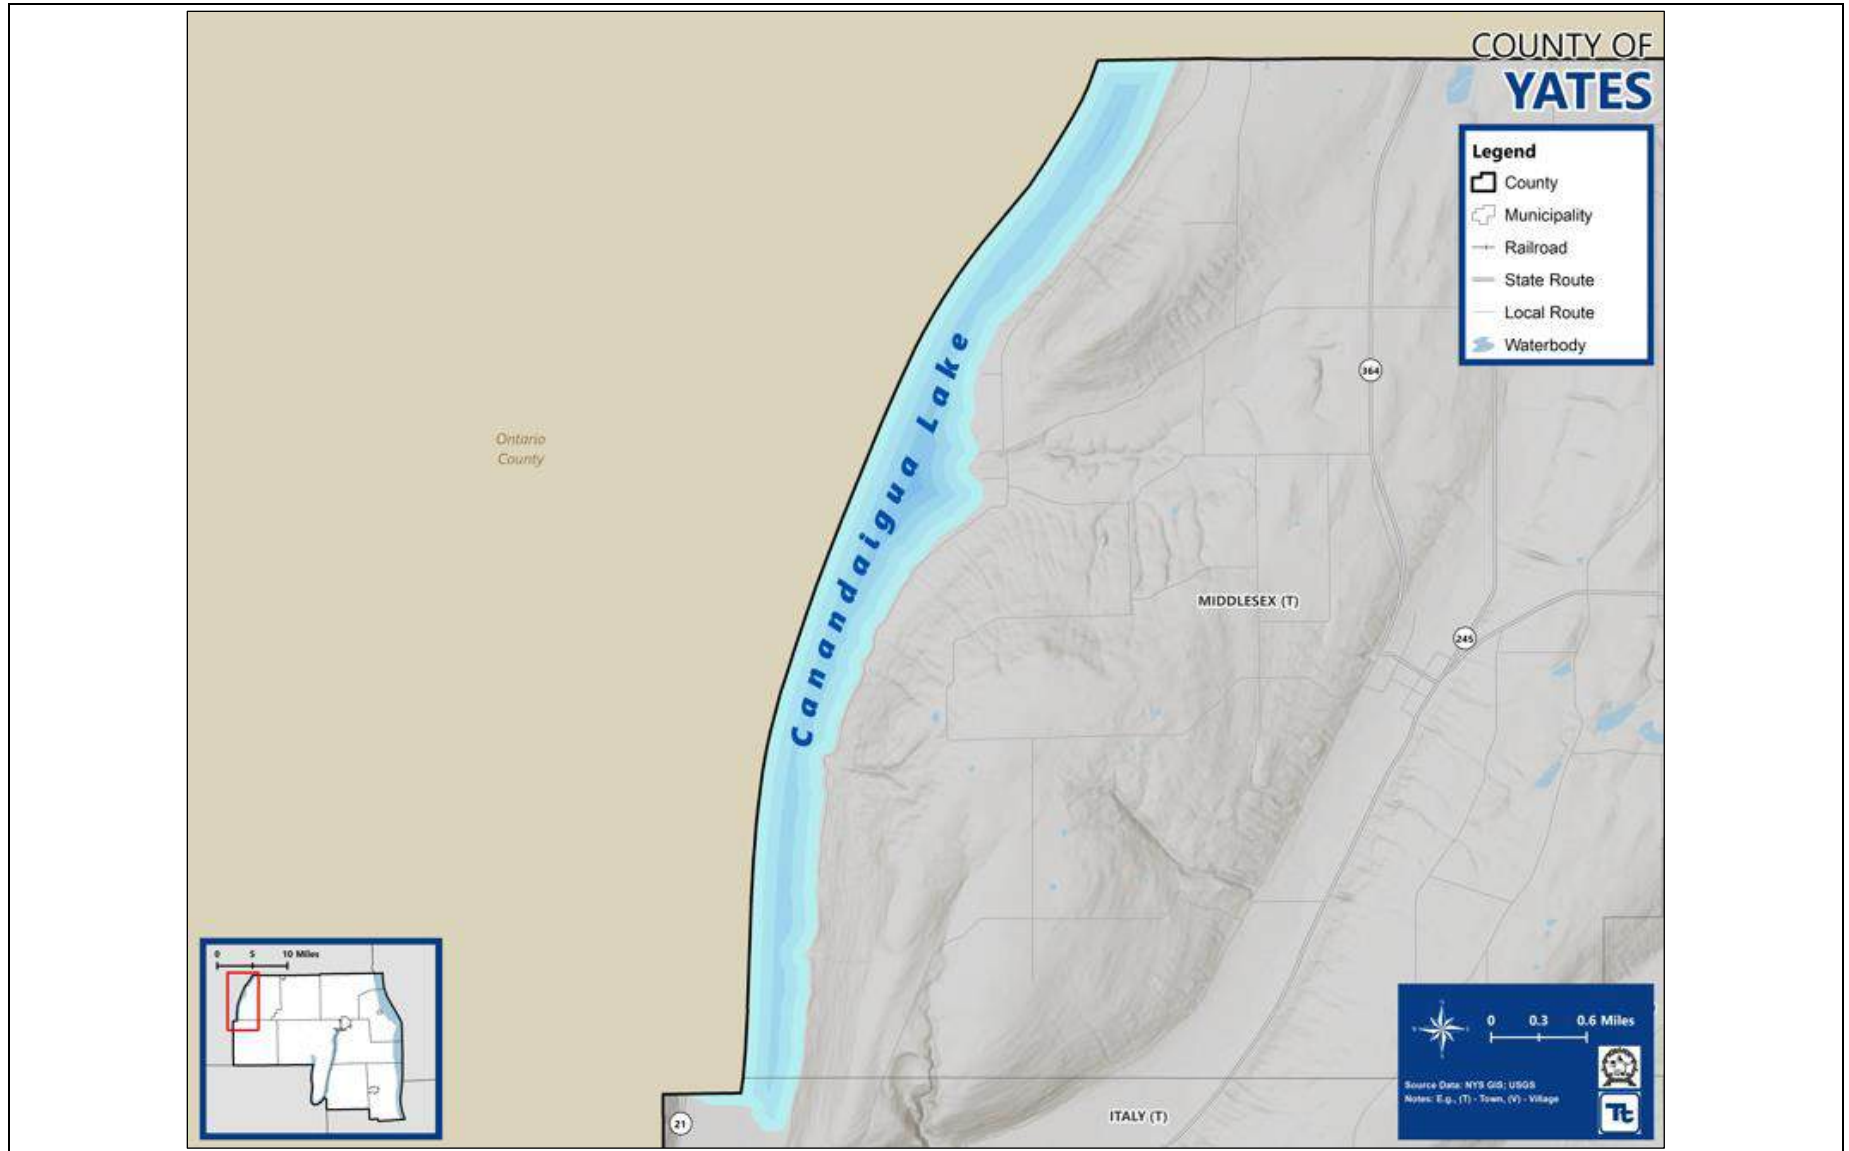 COUNTY OF
YATES
Legend
County
Municipality
Railroad
State Route
Local Route
Waterbody
364
Canandaigua Lake
Ontario
County
MIDDLESEX (T)
245
0 5 10 Miles
0 0.3 0.6 Miles
Source Data: NYS GIS; USGS
Notes: E.g., (T) - Town, (V) - Village
Tt
21
ITALY (T)